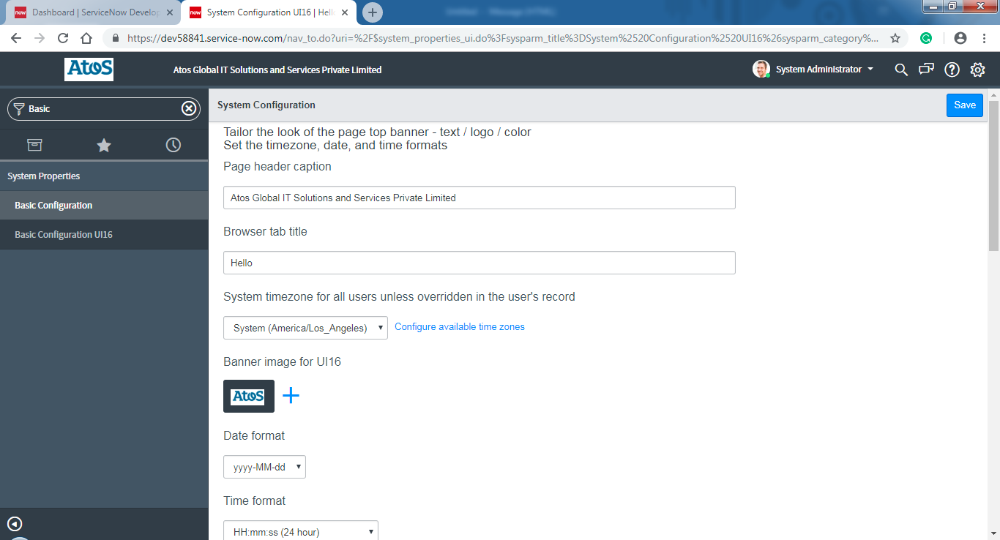 now Dashboard | ServiceNow Develop
now System Configuration UI16 | Hell
https://dev58841.service-now.com/nav_to.do?uri=%2F$system_properties_ui.do%3Fsysparm_title%3DSystem%2520Configuration%2520UI16%26sysparm_category%...
Atos
Atos Global IT Solutions and Services Private Limited
System Administrator
Basic
System Properties
Basic Configuration
Basic Configuration UI16
System Configuration
Save
Tailor the look of the page top banner - text / logo / color
Set the timezone, date, and time formats
Page header caption
Atos Global IT Solutions and Services Private Limited
Browser tab title
Hello
System timezone for all users unless overridden in the user's record
System (America/Los_Angeles)
Configure available time zones
Banner image for UI16
Atos
Date format
yyyy-MM-dd
Time format
HH:mm:ss (24 hour)